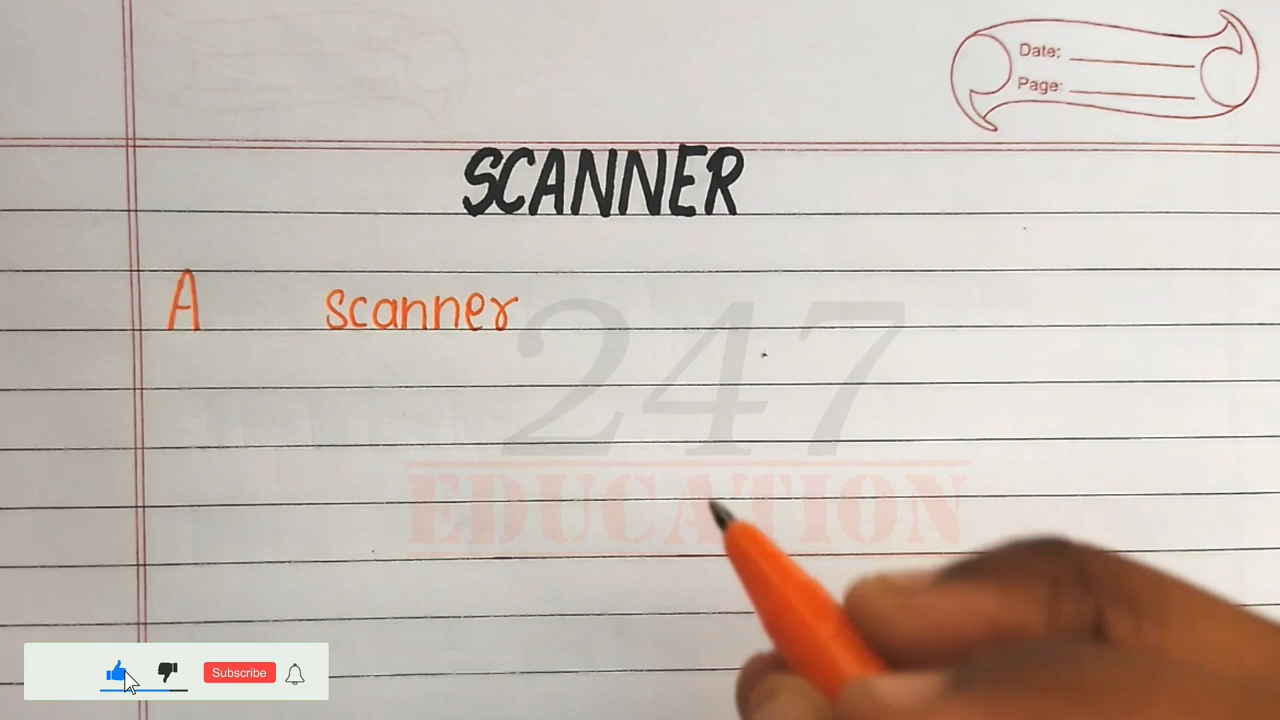 Date:
Page:
SCANNER
A scanner
247
EDUCATION
Subscribe